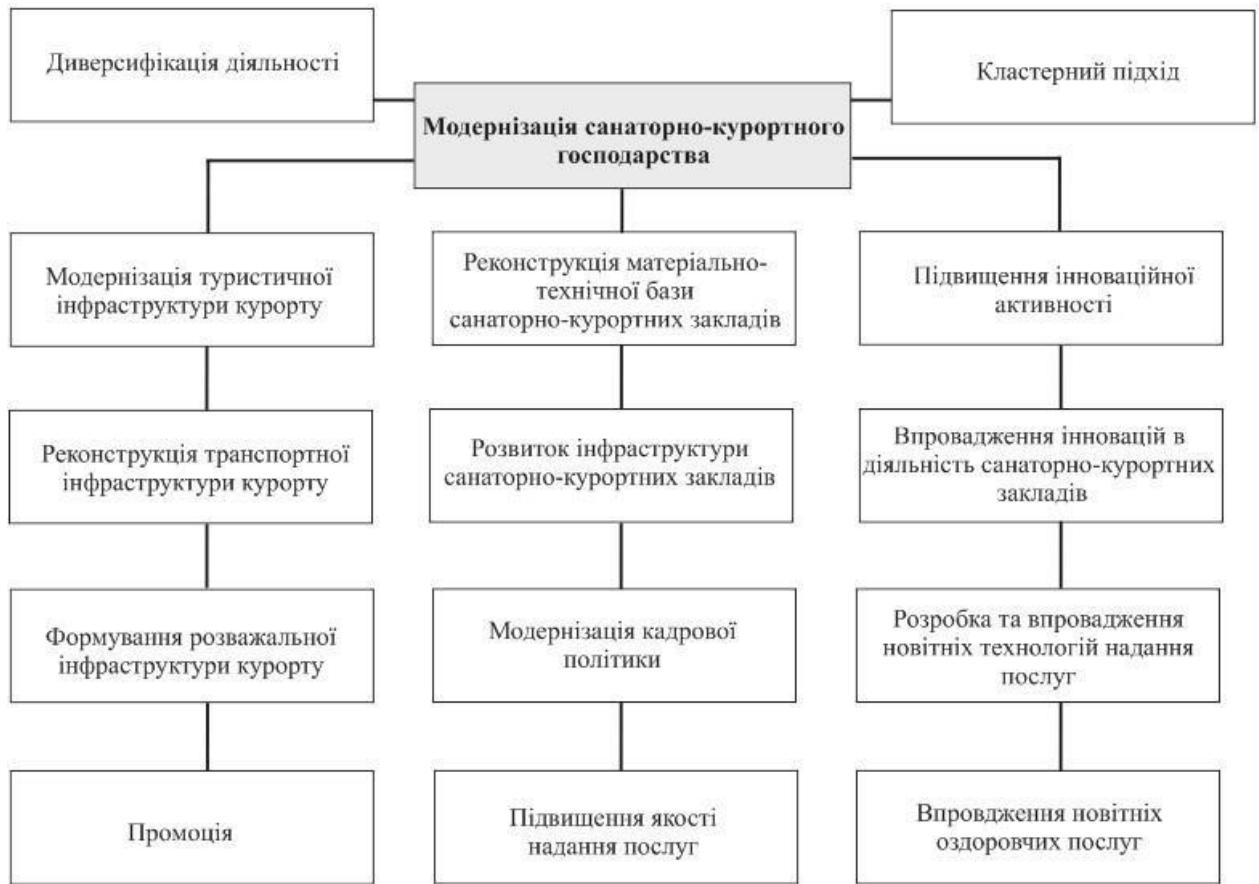 Диверсифікація діяльності
Кластерний підхід
Модернізація санаторно-курортного
господарства
Модернізація туристичної
інфраструктури курорту
Реконструкція матеріально-
технічної бази
санаторно-курортних закладів
Підвищення інноваційної
активності
Реконструкція транспортної
інфраструктури курорту
Розвиток інфраструктури
санаторно-курортних закладів
Впровадження інновацій в
діяльність санаторно-курортних
закладів
Формування розважальної
інфраструктури курорту
Модернізація кадрової
політики
Розробка та впровадження
новітніх технологій надання
послуг
Промоція
Підвищення якості
надання послуг
Впровдження новітніх
оздоровчих послуг